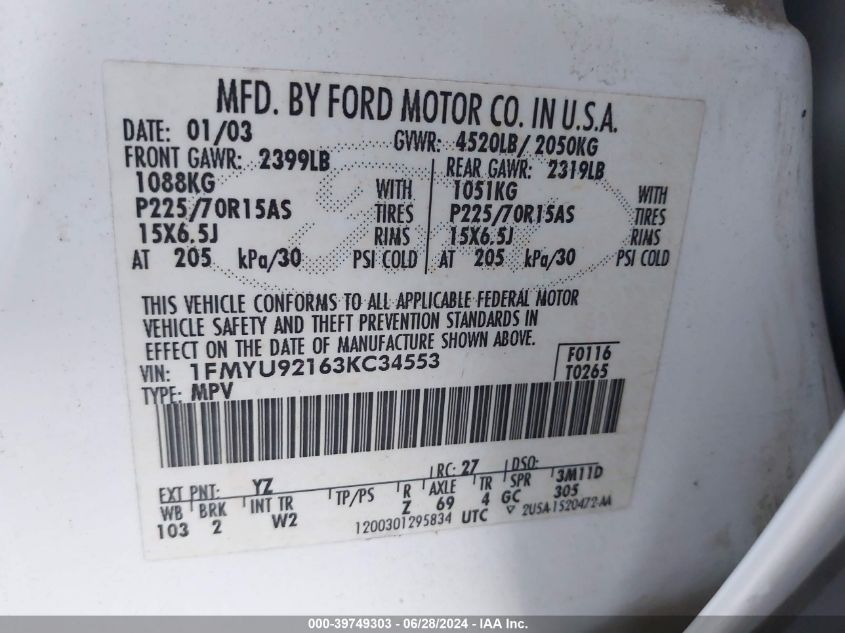 MFD. BY FORD MOTOR CO. IN U.S.A.
DATE: 01/03 GVWR: 4520LB/ 2050KG
FRONT GAWR: 2399LB REAR GAWR: 2319LB
1088KG WITH 1051KG WITH
P225/70R15AS TIRES P225/70R15AS TIRES
15X6.5J RIMS 15X6.5J RIMS
AT 205 kPa/30 PSI COLD AT 205 kPa/30 PSI COLD
THIS VEHICLE CONFORMS TO ALL APPLICABLE FEDERAL MOTOR
VEHICLE SAFETY AND THEFT PREVENTION STANDARDS IN
EFFECT ON THE DATE OF MANUFACTURE SHOWN ABOVE.
VIN: 1FMYU92163KC34553 F0116
TYPE: MPV T0265
EXT PNT: YZ RC: 27 DSO: 3M11D
WB BRK INT TR TP/PS R AXLE TR SPR 305
103 2 W2 Z 69 4 GC
1200301295834 UTC 2U5A-1520472-AA
000-39749303 - 06/28/2024 - IAA Inc.